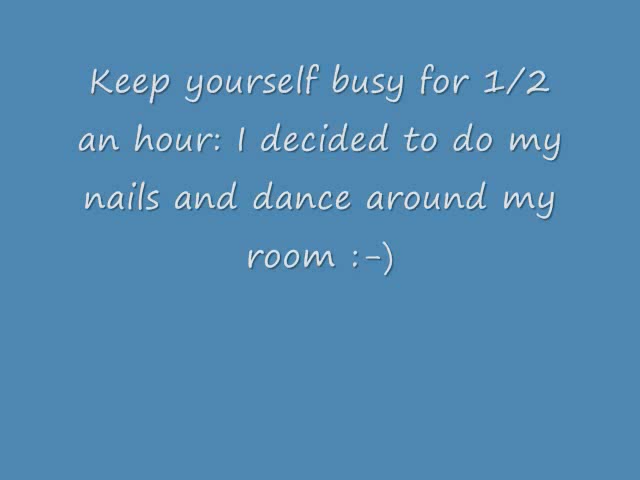 Keep yourself busy for 1/2
an hour: I decided to do my
nails and dance around my
room :-)